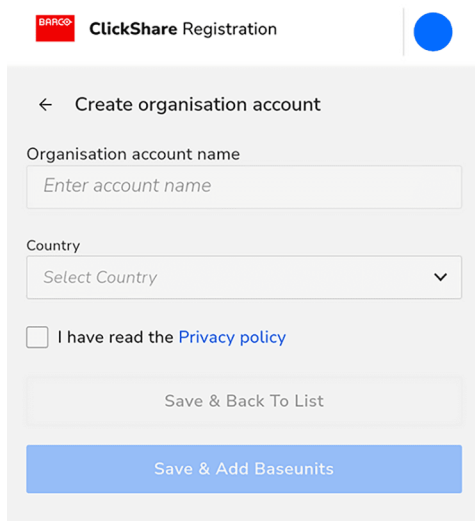 BARCO
ClickShare Registration
Create organisation account
Organisation account name
Enter account name
Country
Select Country
I have read the Privacy policy
Save & Back To List
Save & Add Baseunits